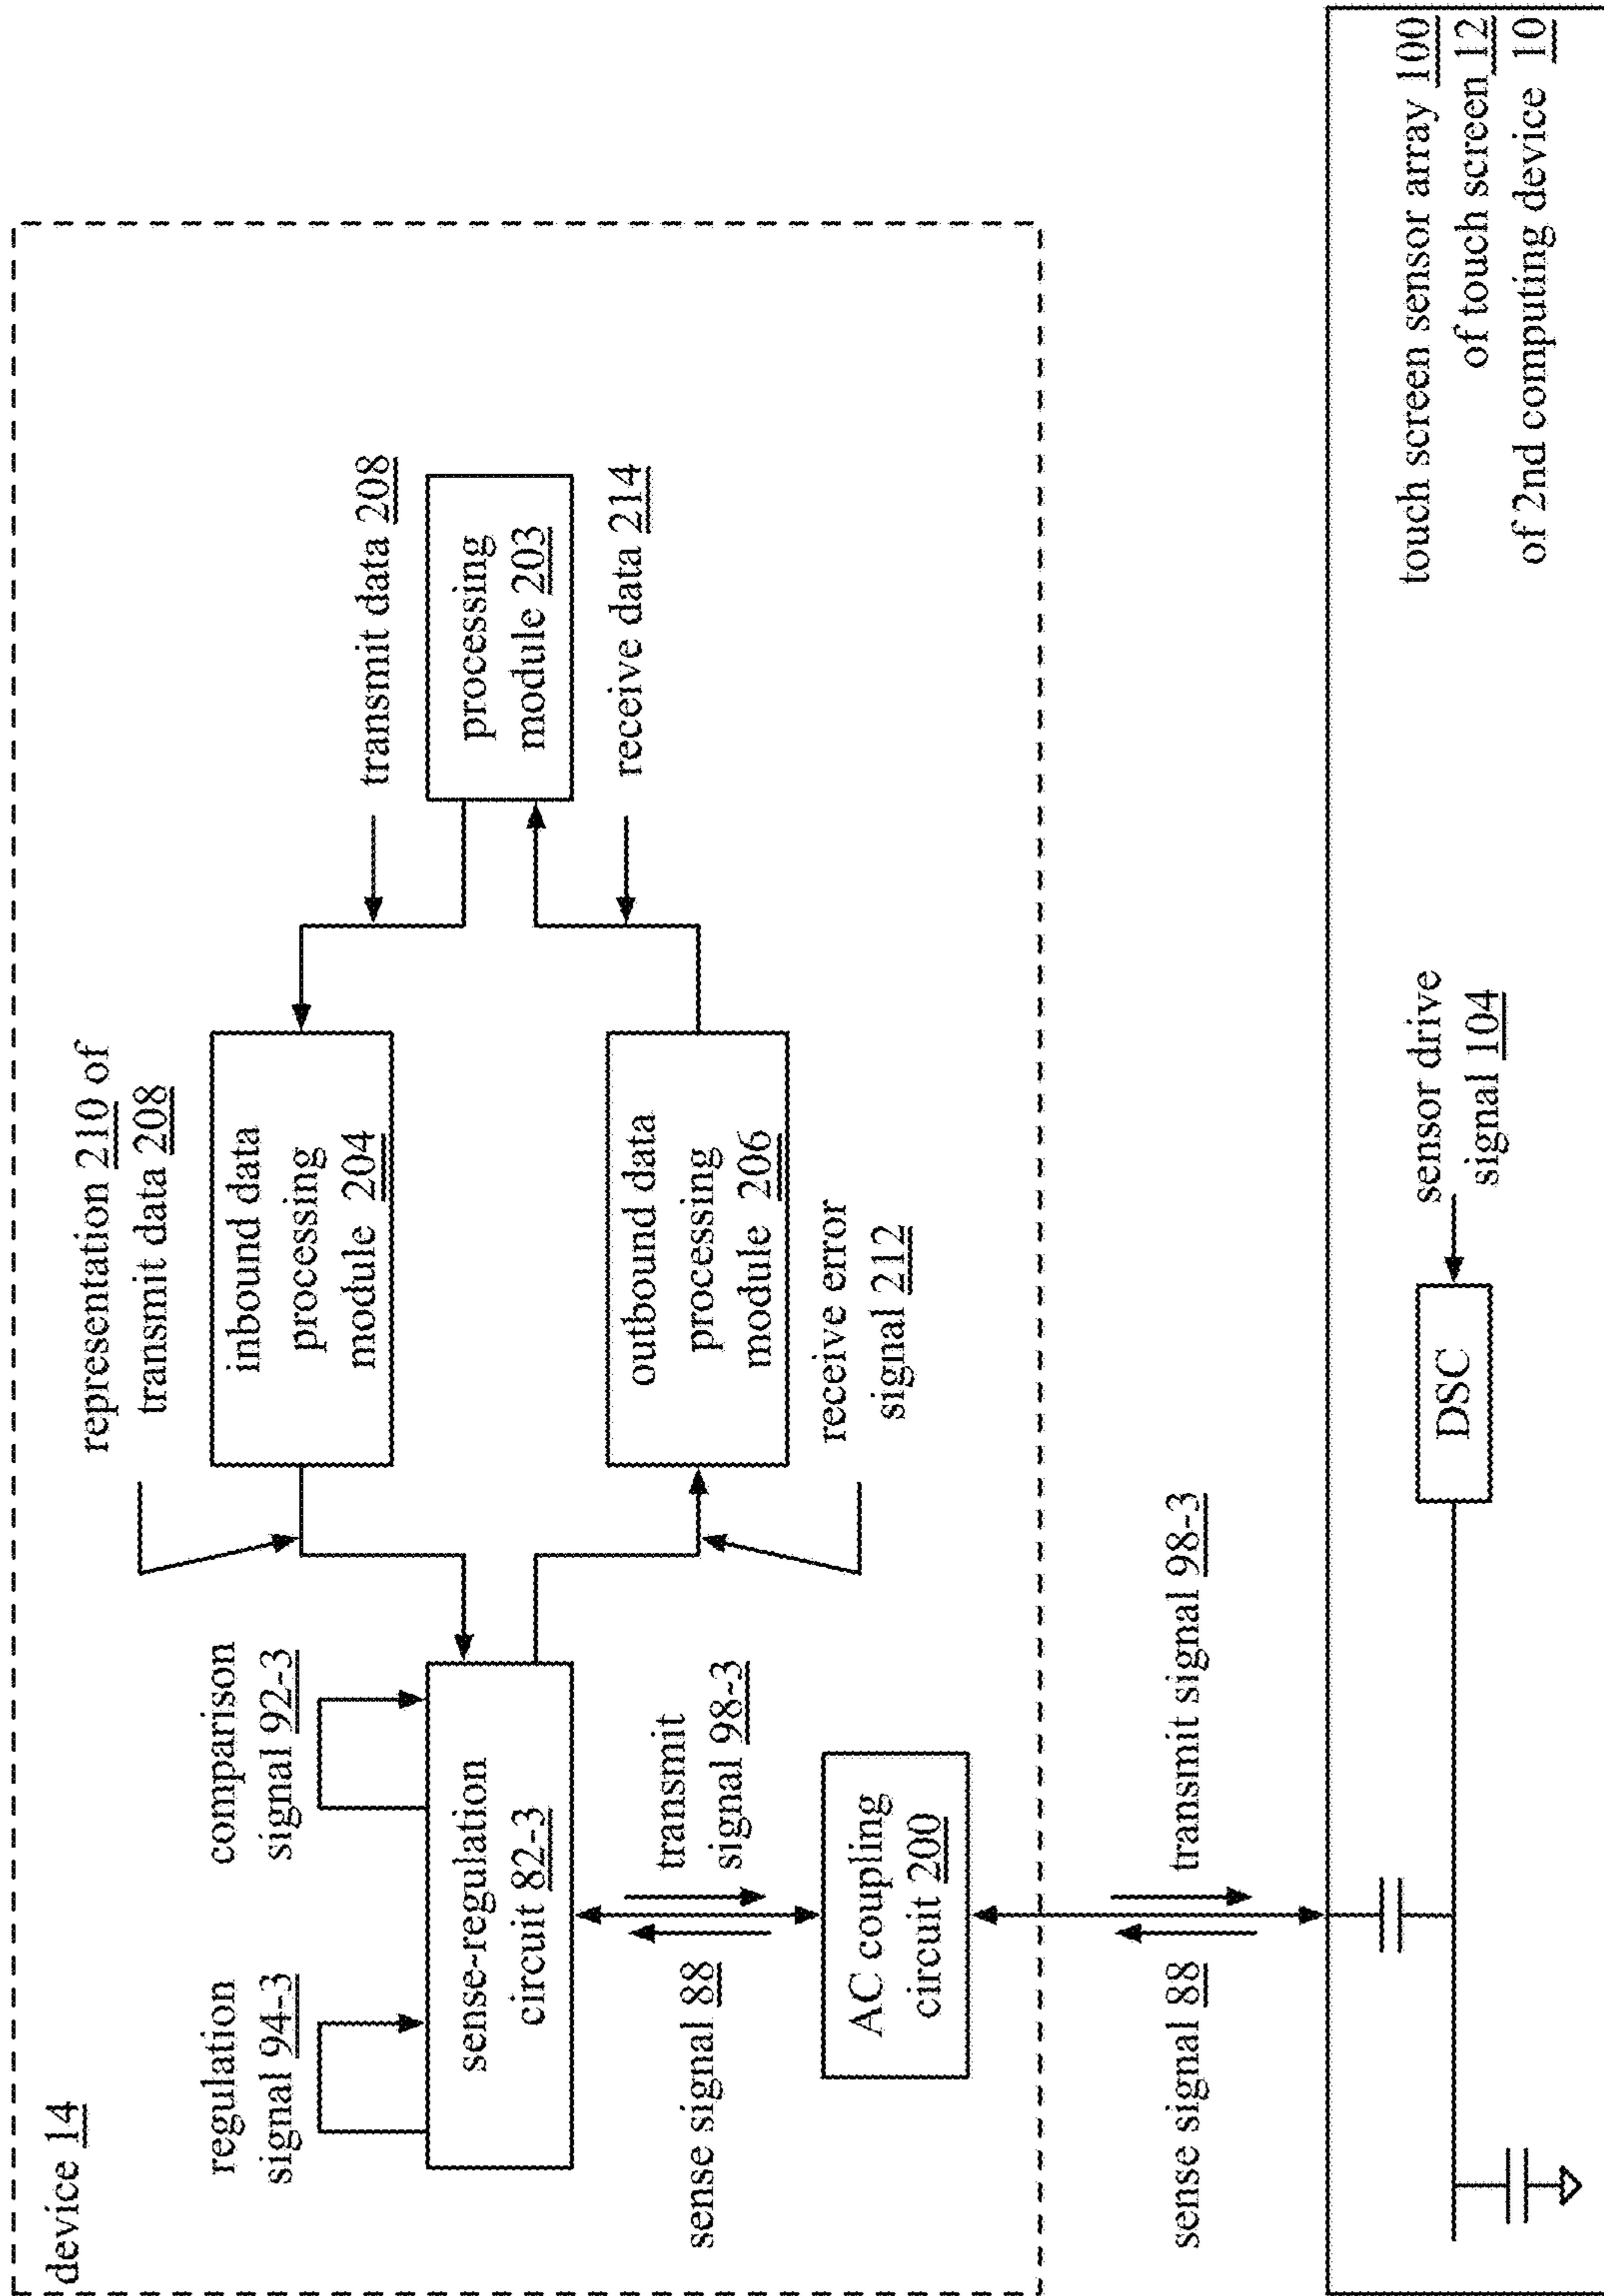 device 14
regulation
signal 94-3
comparison
signal 92-3
representation 210 of
transmit data 208
inbound data
processing
module 204
transmit data 208
processing
module 203
receive data 214
sense-regulation
circuit 82-3
outbound data
processing
module 206
receive error
signal 212
sense signal 88
transmit
signal 98-3
AC coupling
circuit 200
sense signal 88
transmit signal 98-3
DSC
sensor drive
signal 104
touch screen sensor array 100
of touch screen 12
of 2nd computing device 10